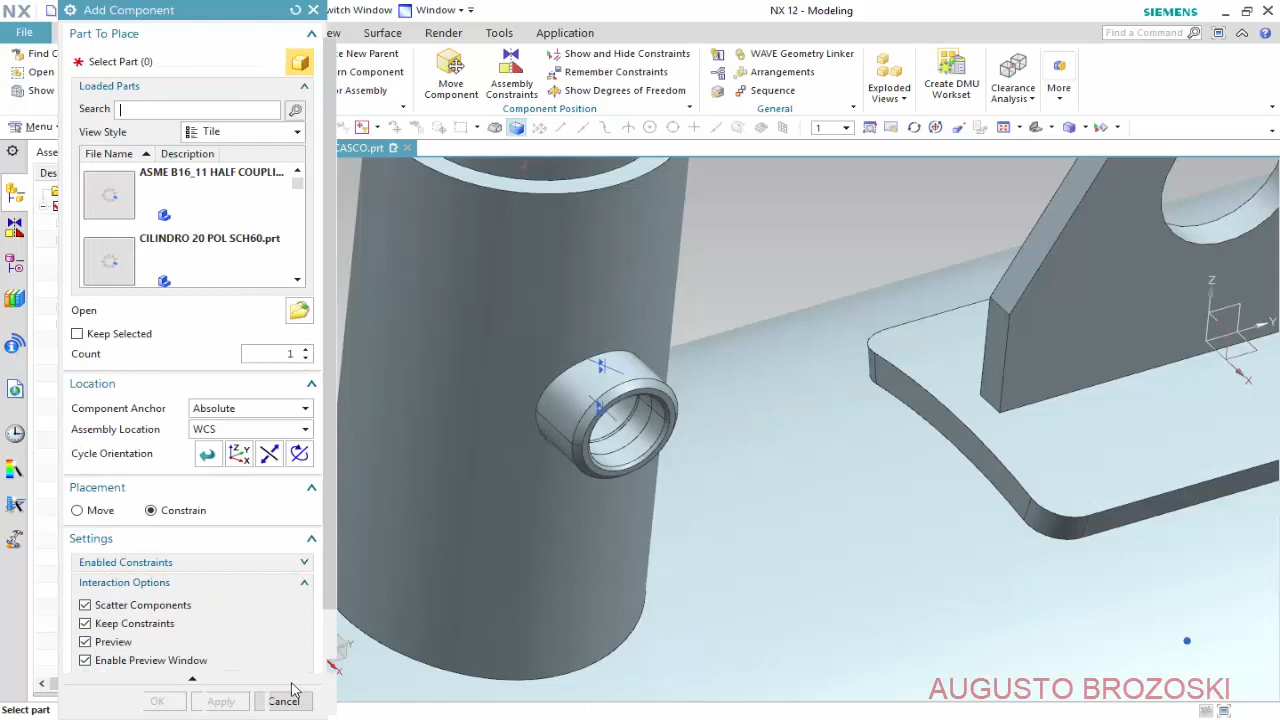 NX
Switch Window
Window
NX 12 - Modeling
SIEMENS
File
View
Surface
Render
Tools
Application
Find a Command
Add Component
Part To Place
Select Part (0)
Loaded Parts
Search
View Style
Tile
File Name
Description
ASME B16_11 HALF COUPLI...
CILINDRO 20 POL SCH60.prt
Open
Keep Selected
Count
1
Location
Component Anchor
Absolute
Assembly Location
WCS
Cycle Orientation
Placement
Move
Constrain
Settings
Enabled Constraints
Interaction Options
Scatter Components
Keep Constraints
Preview
Enable Preview Window
OK
Apply
Cancel
Find C
Open
Show
Menu
Asse
Des
Select part
te New Parent
rn Component
r Assembly
Move
Component
Assembly
Constraints
Show and Hide Constraints
Remember Constraints
Show Degrees of Freedom
Component Position
WAVE Geometry Linker
Arrangements
Sequence
General
Exploded
Views
Create DMU
Workset
Clearance
Analysis
More
1
CASCO.prt
Z
Y
X
Y
X
AUGUSTO BROZOSKI